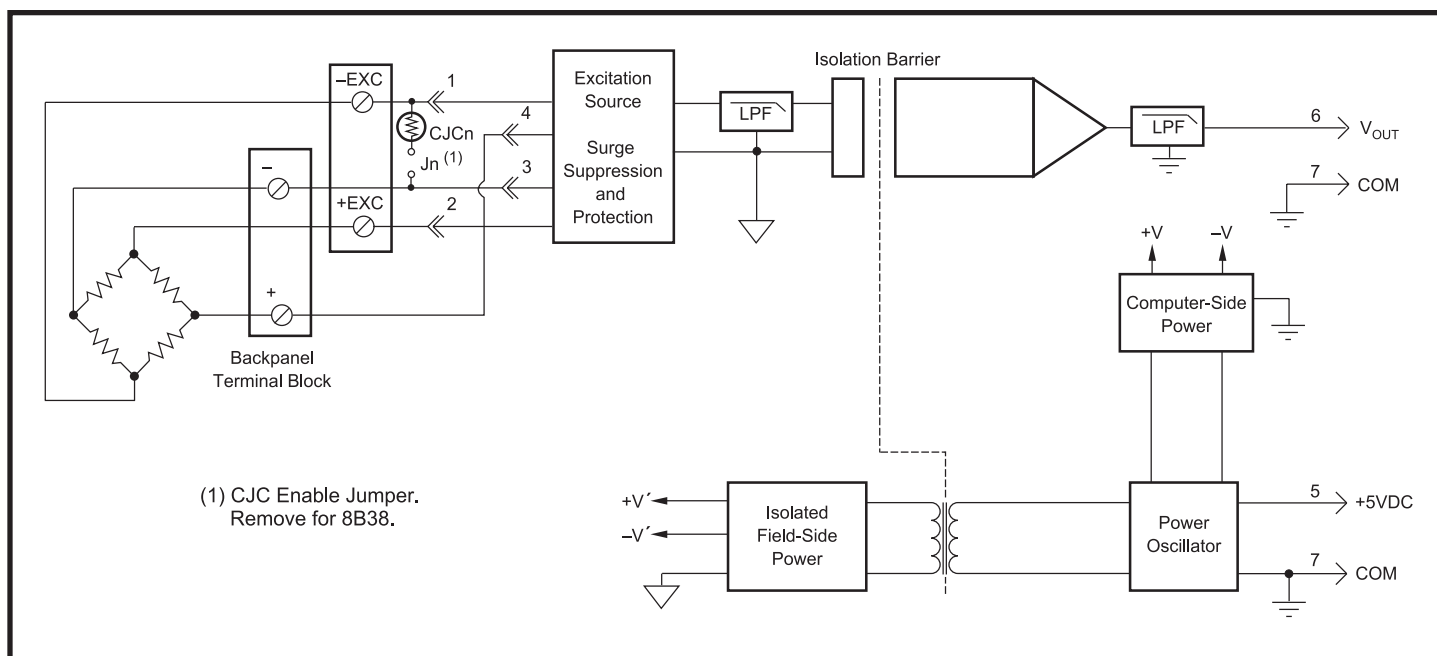 Isolation Barrier
–EXC
1
CJCn
Jn (1)
4
–
3
+EXC
2
+
Backpanel
Terminal Block
Excitation
Source
Surge
Suppression
and
Protection
LPF
LPF
6
VOUT
7
COM
+V
–V
Computer-Side
Power
(1) CJC Enable Jumper.
Remove for 8B38.
+V´
–V´
Isolated
Field-Side
Power
Power
Oscillator
5
+5VDC
7
COM